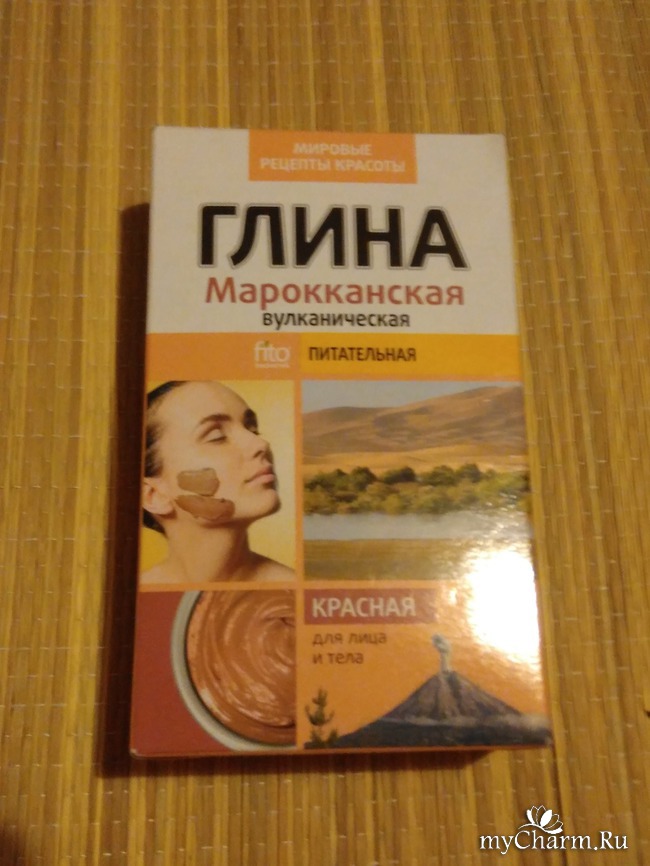 МИРОВЫЕ
РЕЦЕПТЫ КРАСОТЫ
ГЛИНА
Марокканская
вулканическая
fito
ПИТАТЕЛЬНАЯ
КРАСНАЯ
для лица
и тела
myCharm.Ru